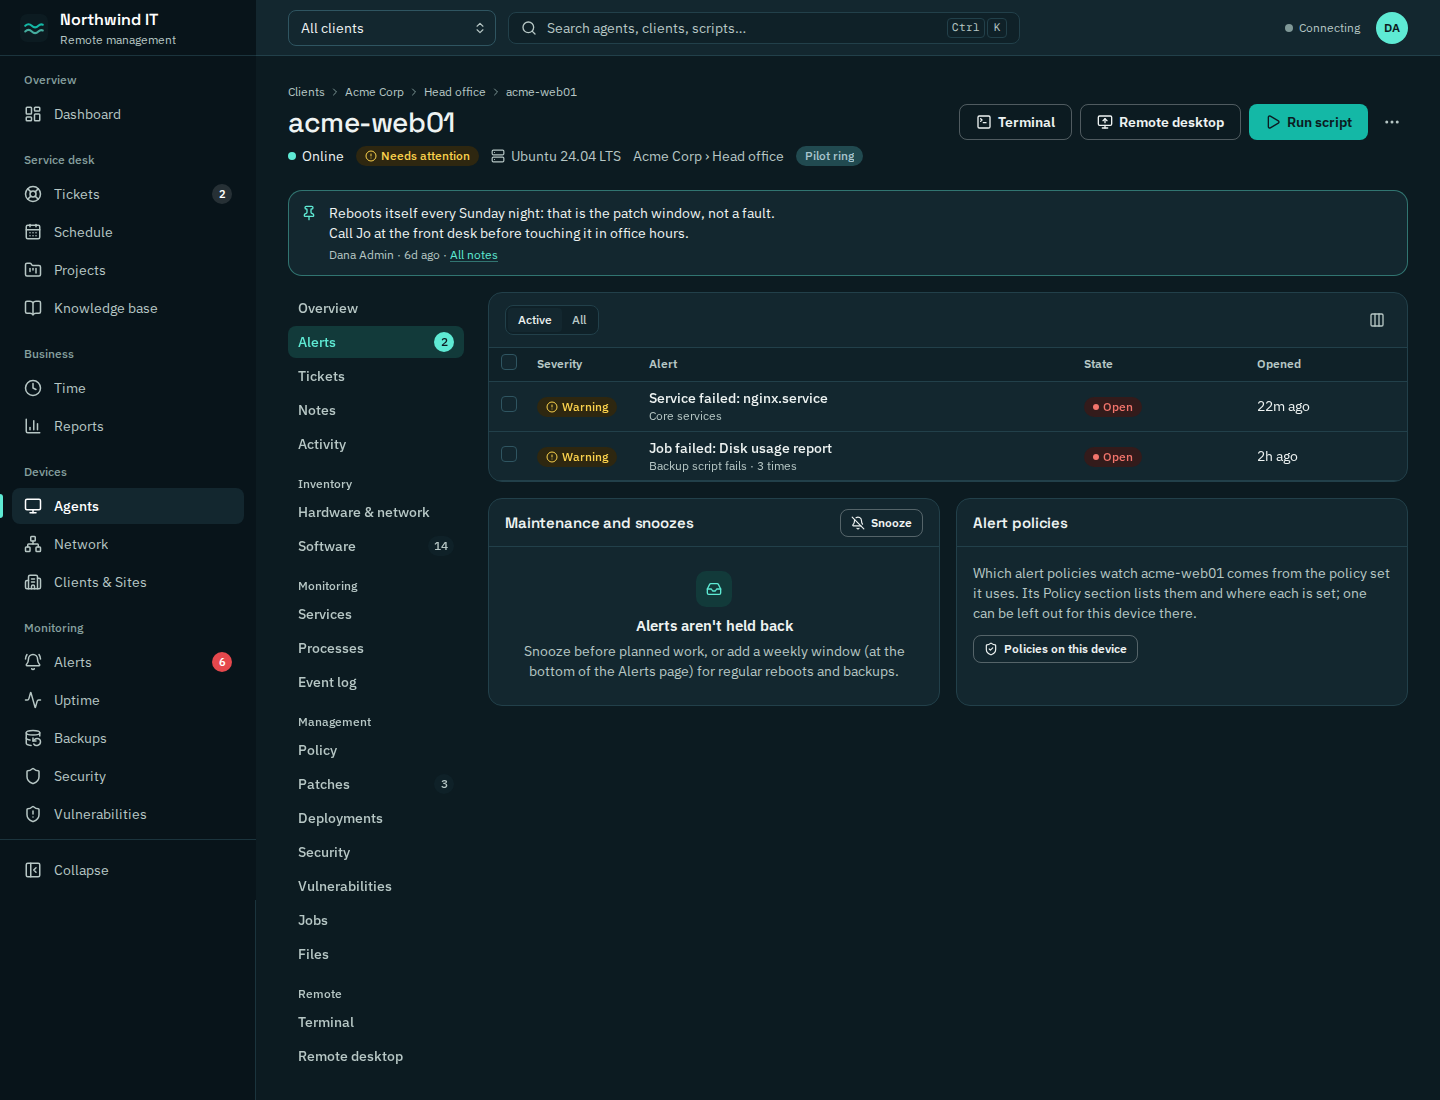 Northwind IT
Remote management
Overview
Dashboard
Service desk
Tickets 2
Schedule
Projects
Knowledge base
Business
Time
Reports
Devices
Agents
Network
Clients & Sites
Monitoring
Alerts 6
Uptime
Backups
Security
Vulnerabilities
Collapse
All clients
Search agents, clients, scripts... Ctrl K
Connecting DA
Clients > Acme Corp > Head office > acme-web01
acme-web01
Terminal
Remote desktop
Run script
Online Needs attention Ubuntu 24.04 LTS Acme Corp › Head office Pilot ring
Reboots itself every Sunday night: that is the patch window, not a fault.
Call Jo at the front desk before touching it in office hours.
Dana Admin · 6d ago · All notes
Overview
Alerts 2
Tickets
Notes
Activity
Inventory
Hardware & network
Software 14
Monitoring
Services
Processes
Event log
Management
Policy
Patches 3
Deployments
Security
Vulnerabilities
Jobs
Files
Remote
Terminal
Remote desktop
Active All
Severity Alert State Opened
Warning Service failed: nginx.service Open 22m ago
Core services
Warning Job failed: Disk usage report Open 2h ago
Backup script fails · 3 times
Maintenance and snoozes Snooze
Alerts aren't held back
Snooze before planned work, or add a weekly window (at the
bottom of the Alerts page) for regular reboots and backups.
Alert policies
Which alert policies watch acme-web01 comes from the policy set
it uses. Its Policy section lists them and where each is set; one
can be left out for this device there.
Policies on this device